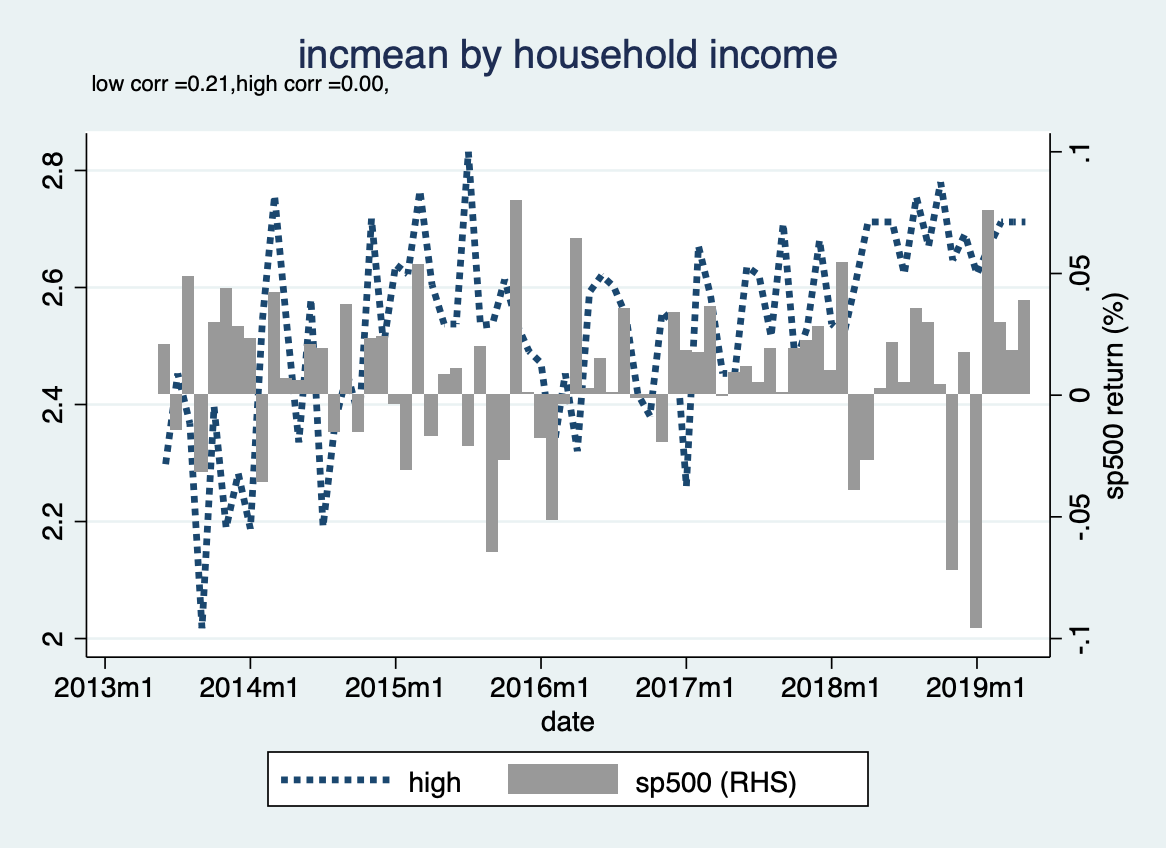 incmean by household income
low corr =0.21,high corr =0.00,
2.8
2.6
2.4
2.2
2
.1
.05
0
-.05
-.1
sp500 return (%)
2013m1 2014m1 2015m1 2016m1 2017m1 2018m1 2019m1
date
high sp500 (RHS)